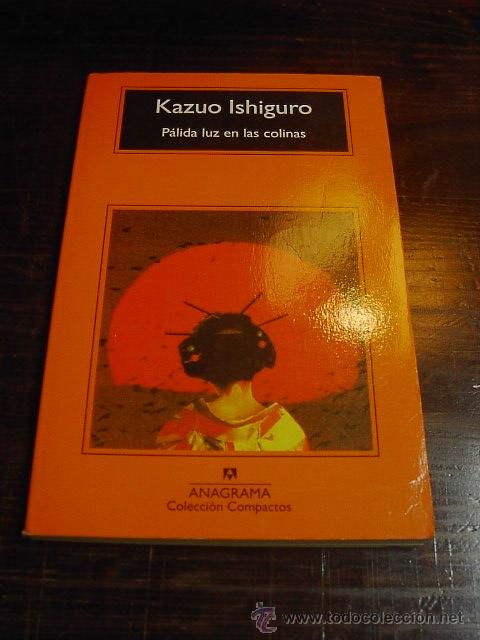 Kazuo Ishiguro
Pálida luz en las colinas
ANAGRAMA
Colección Compactos
www.todocoleccion.net